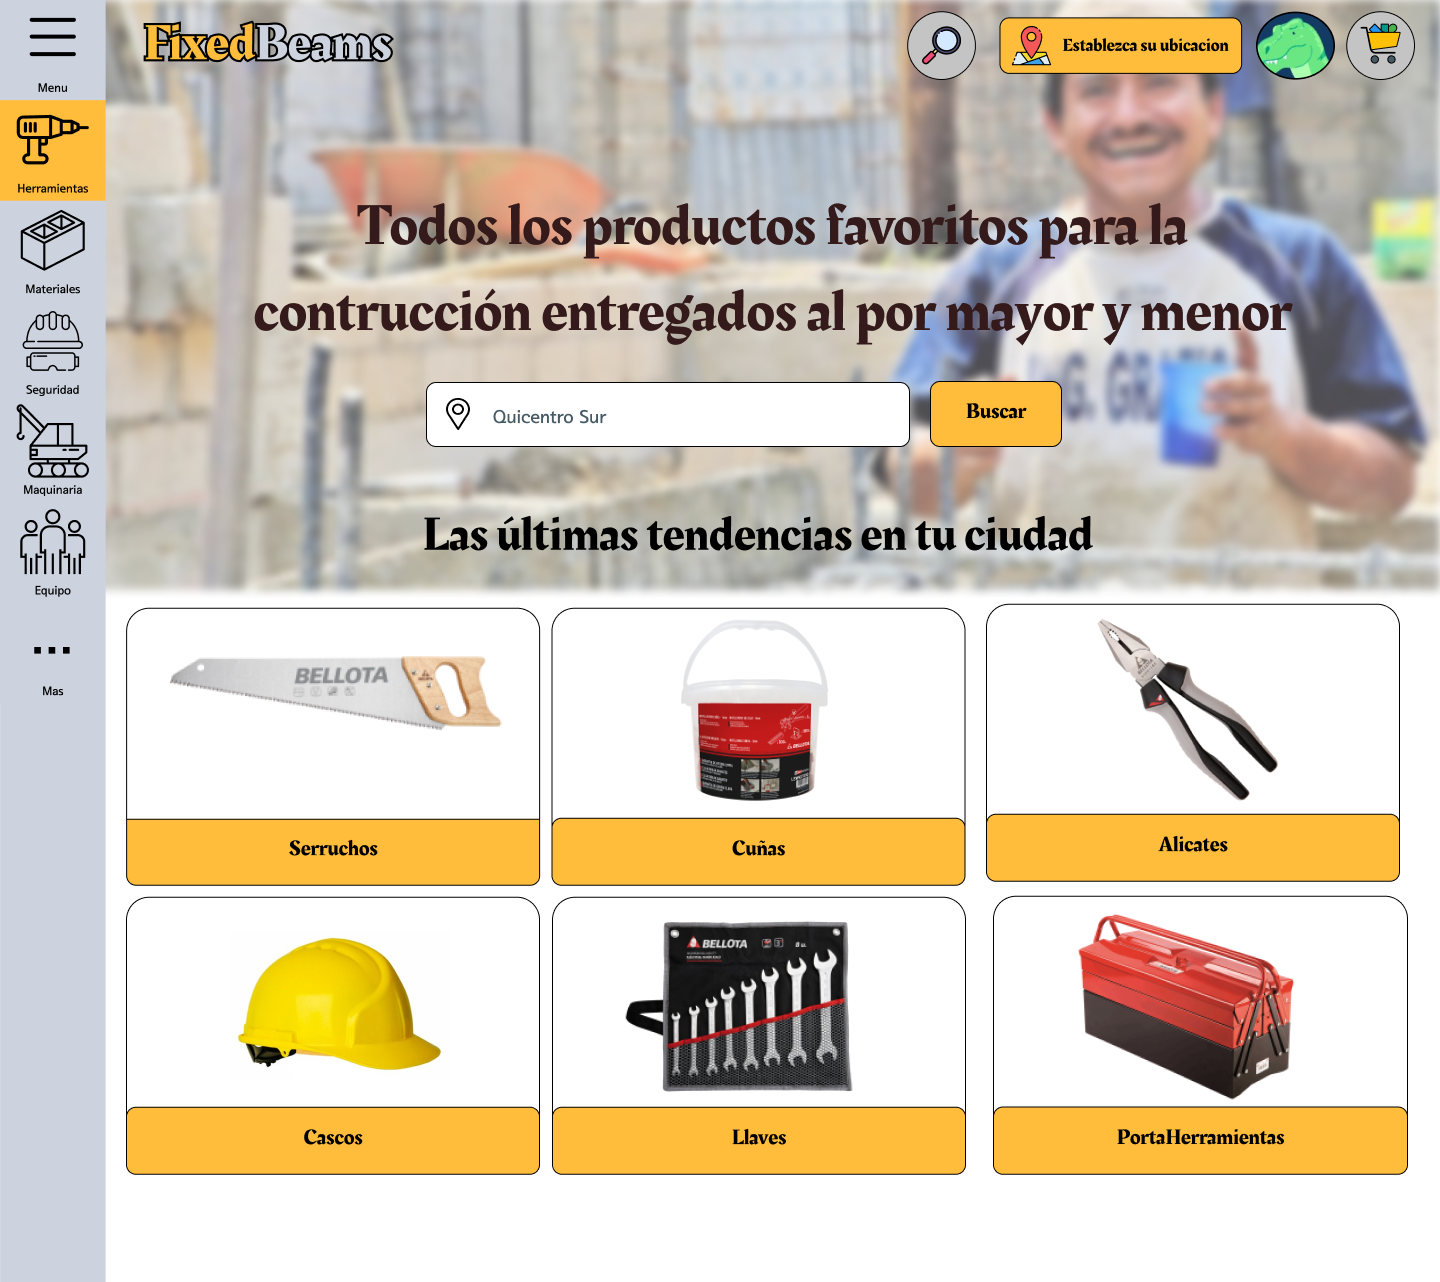 FixedBeams
Establezca su ubicacion
Menu
Herramientas
Materiales
Seguridad
Maquinaria
Equipo
Mas
Todos los productos favoritos para la
contrucción entregados al por mayor y menor
Quicentro Sur
Buscar
Las últimas tendencias en tu ciudad
BELLOTA
Serruchos
BELLOTA
Cuñas
BELLOTA
Alicates
Cascos
BELLOTA
Llaves
PortaHerramientas